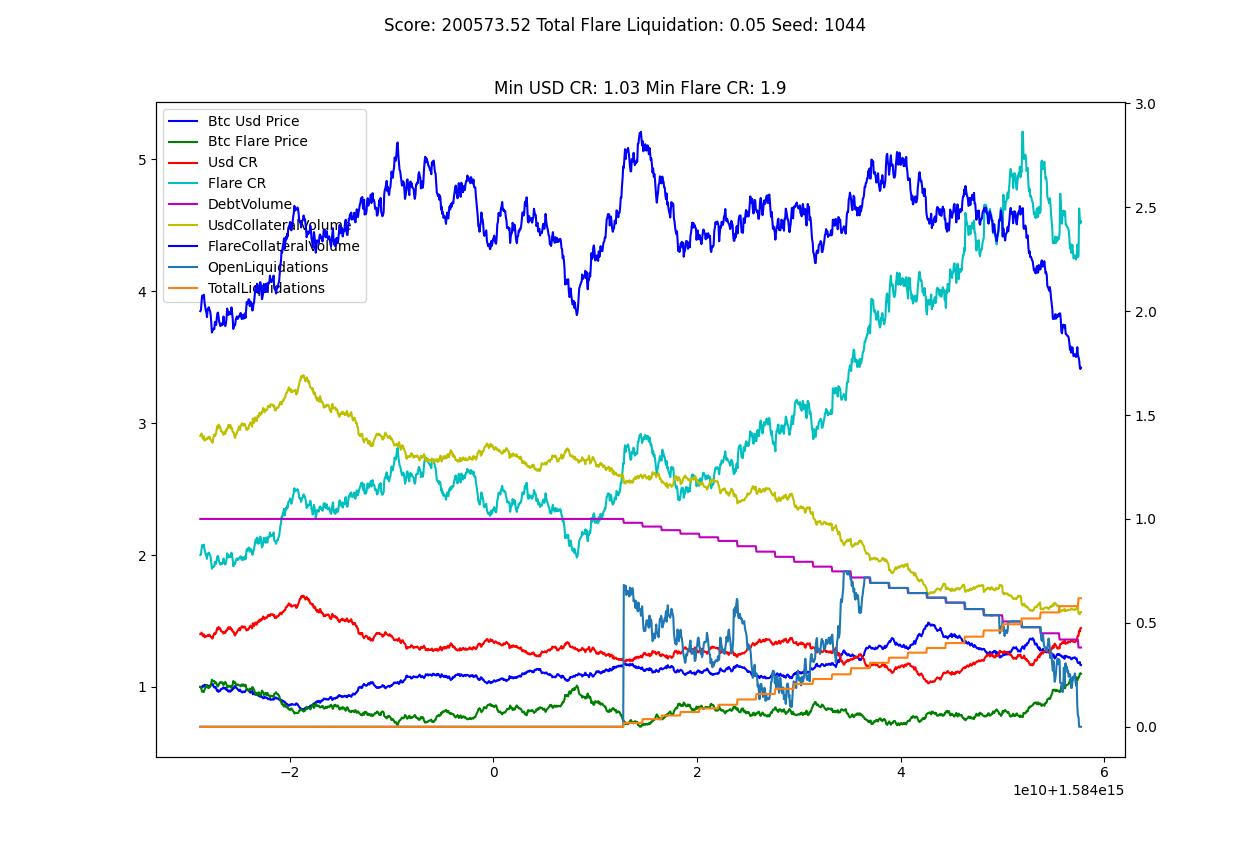 Score: 200573.52 Total Flare Liquidation: 0.05 Seed: 1044
Min USD CR: 1.03 Min Flare CR: 1.9
Btc Usd Price
Btc Flare Price
Usd CR
Flare CR
DebtVolume
UsdCollateralVolume
FlareCollateralVolume
OpenLiquidations
TotalLiquidations
5
4
3
2
1
3.0
2.5
2.0
1.5
1.0
0.5
0.0
−2
0
2
4
6
1e10+1.584e15